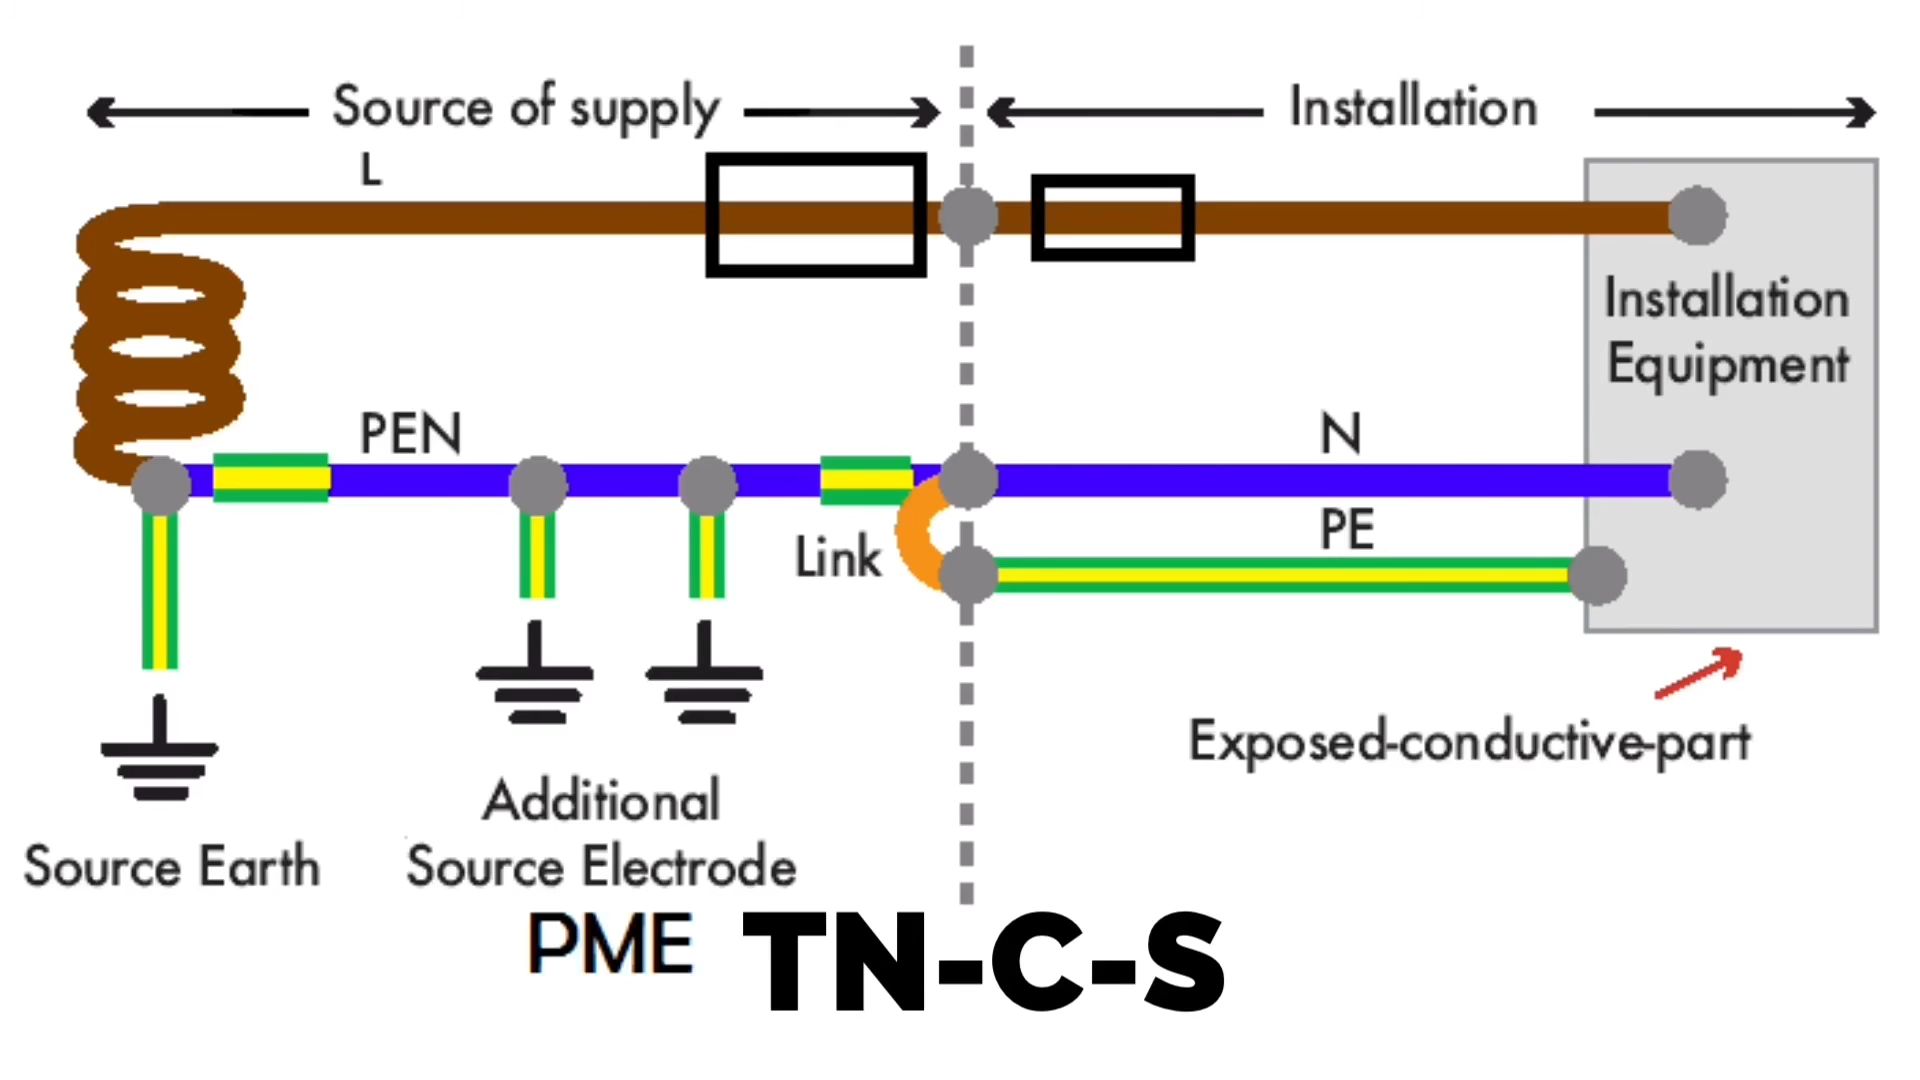 Source of supply
Installation
L
Installation
Equipment
PEN
N
PE
Link
Exposed-conductive-part
Additional
Source Earth
Source Electrode
PME
TN-C-S